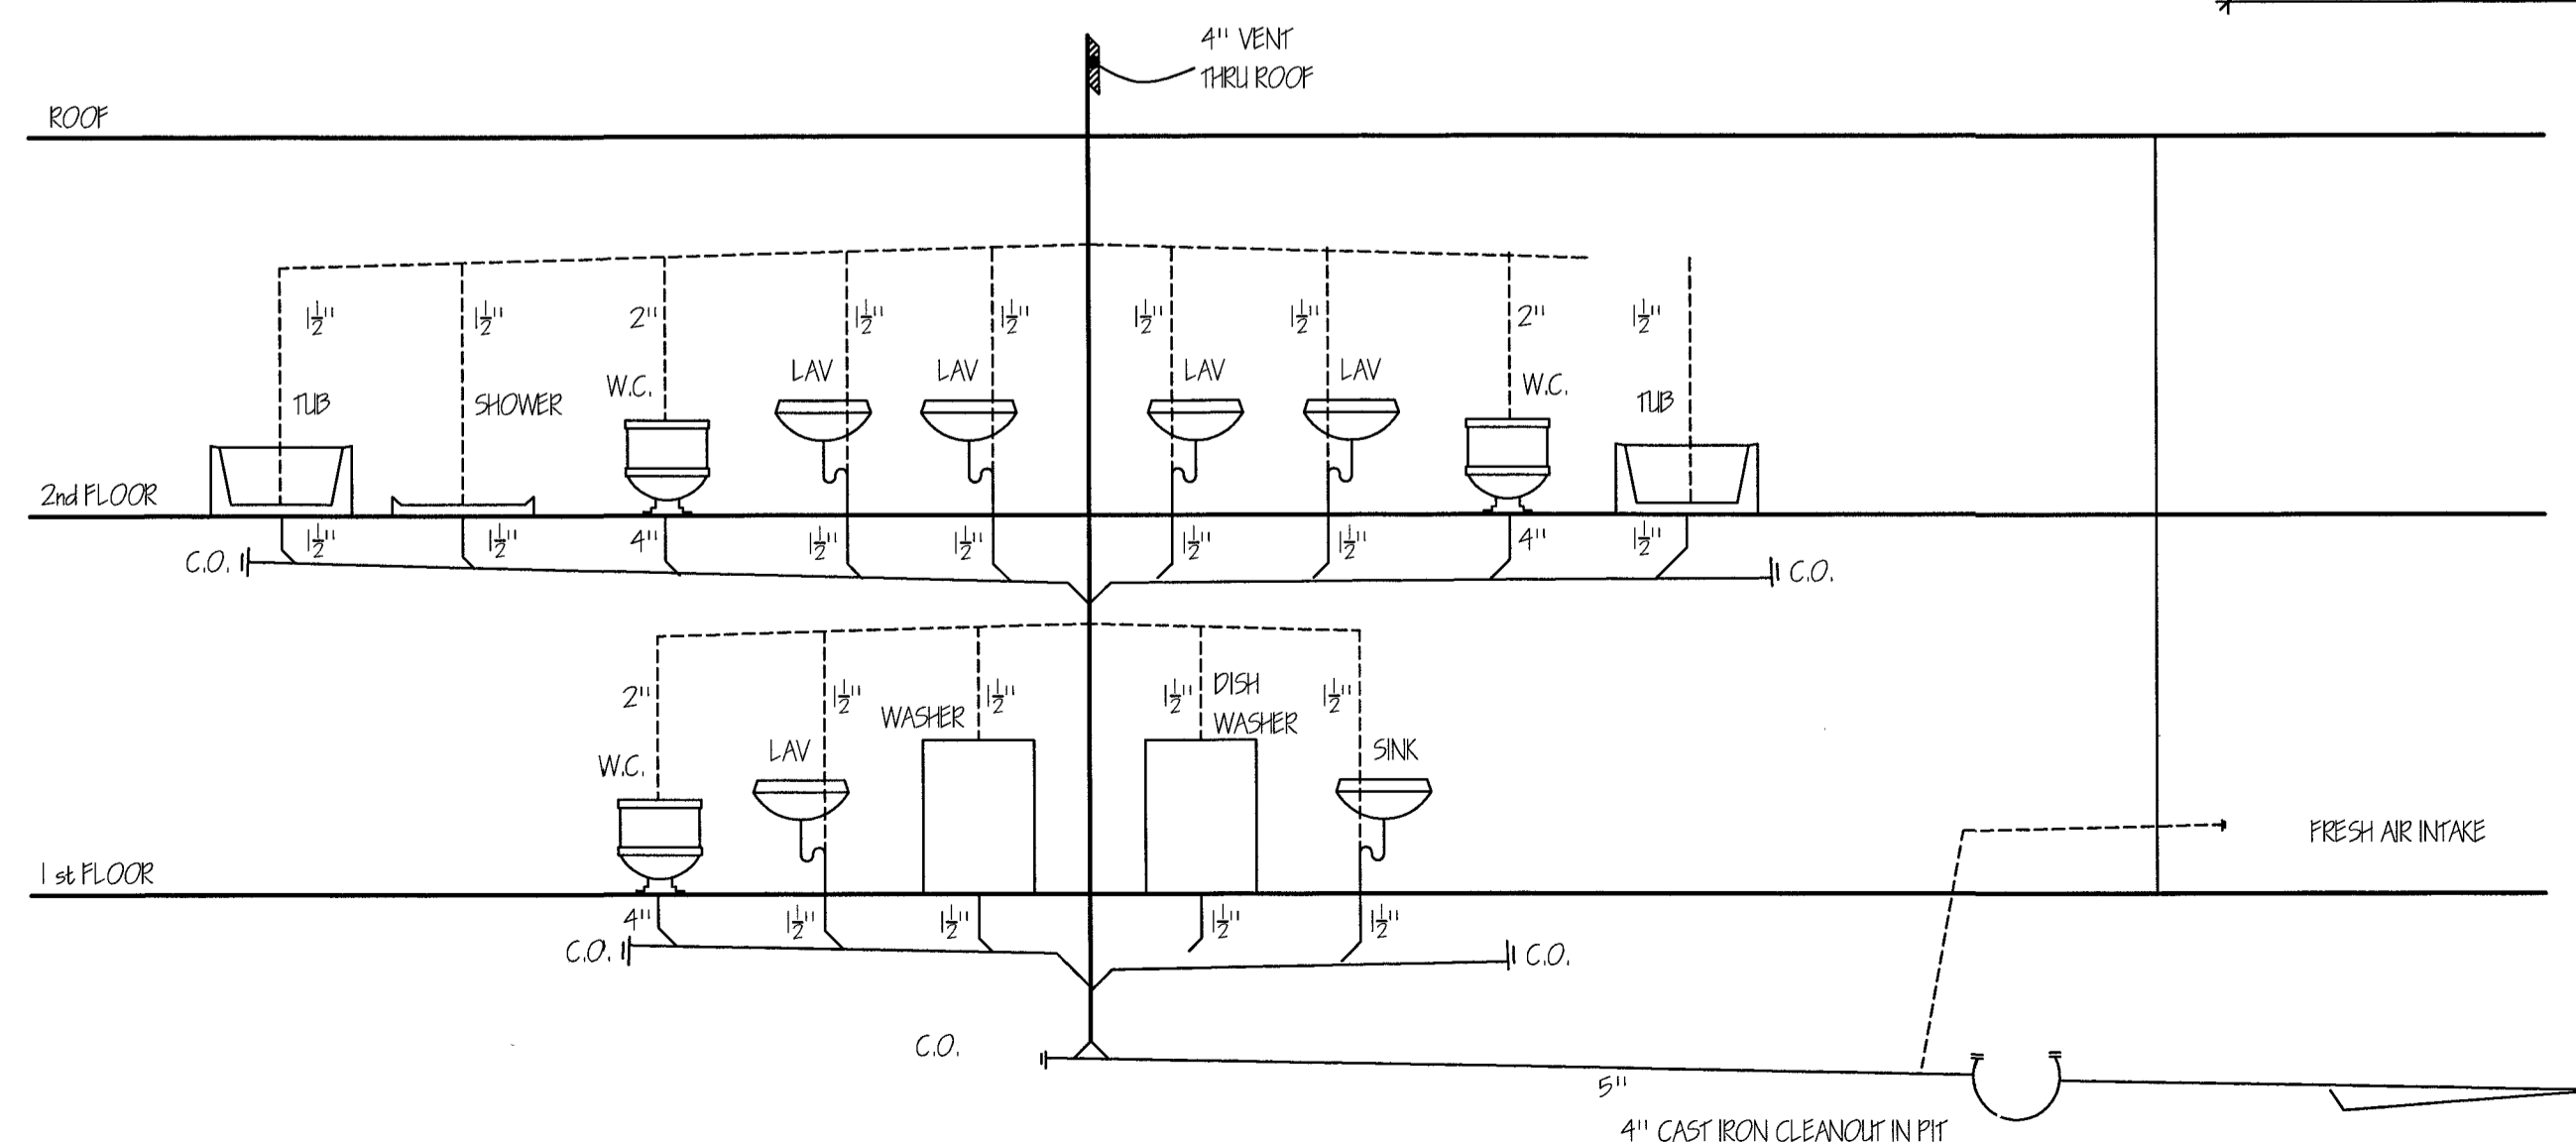 4" VENT
THRU ROOF
ROOF
1½" 1½" 2" 1½" 1½" 1½" 1½" 2" 1½"
LAV LAV LAV LAV
W.C. W.C.
TUB SHOWER TUB
2nd FLOOR
1½" 1½" 4" 1½" 1½" 1½" 1½" 4" 1½"
C.O. C.O.
2" 1½" 1½" 1½" DISH 1½"
WASHER WASHER
W.C. LAV SINK
FRESH AIR INTAKE
1 st FLOOR
4" 1½" 1½" 1½" 1½"
C.O. C.O.
C.O.
5"
4" CAST IRON CLEANOUT IN PIT